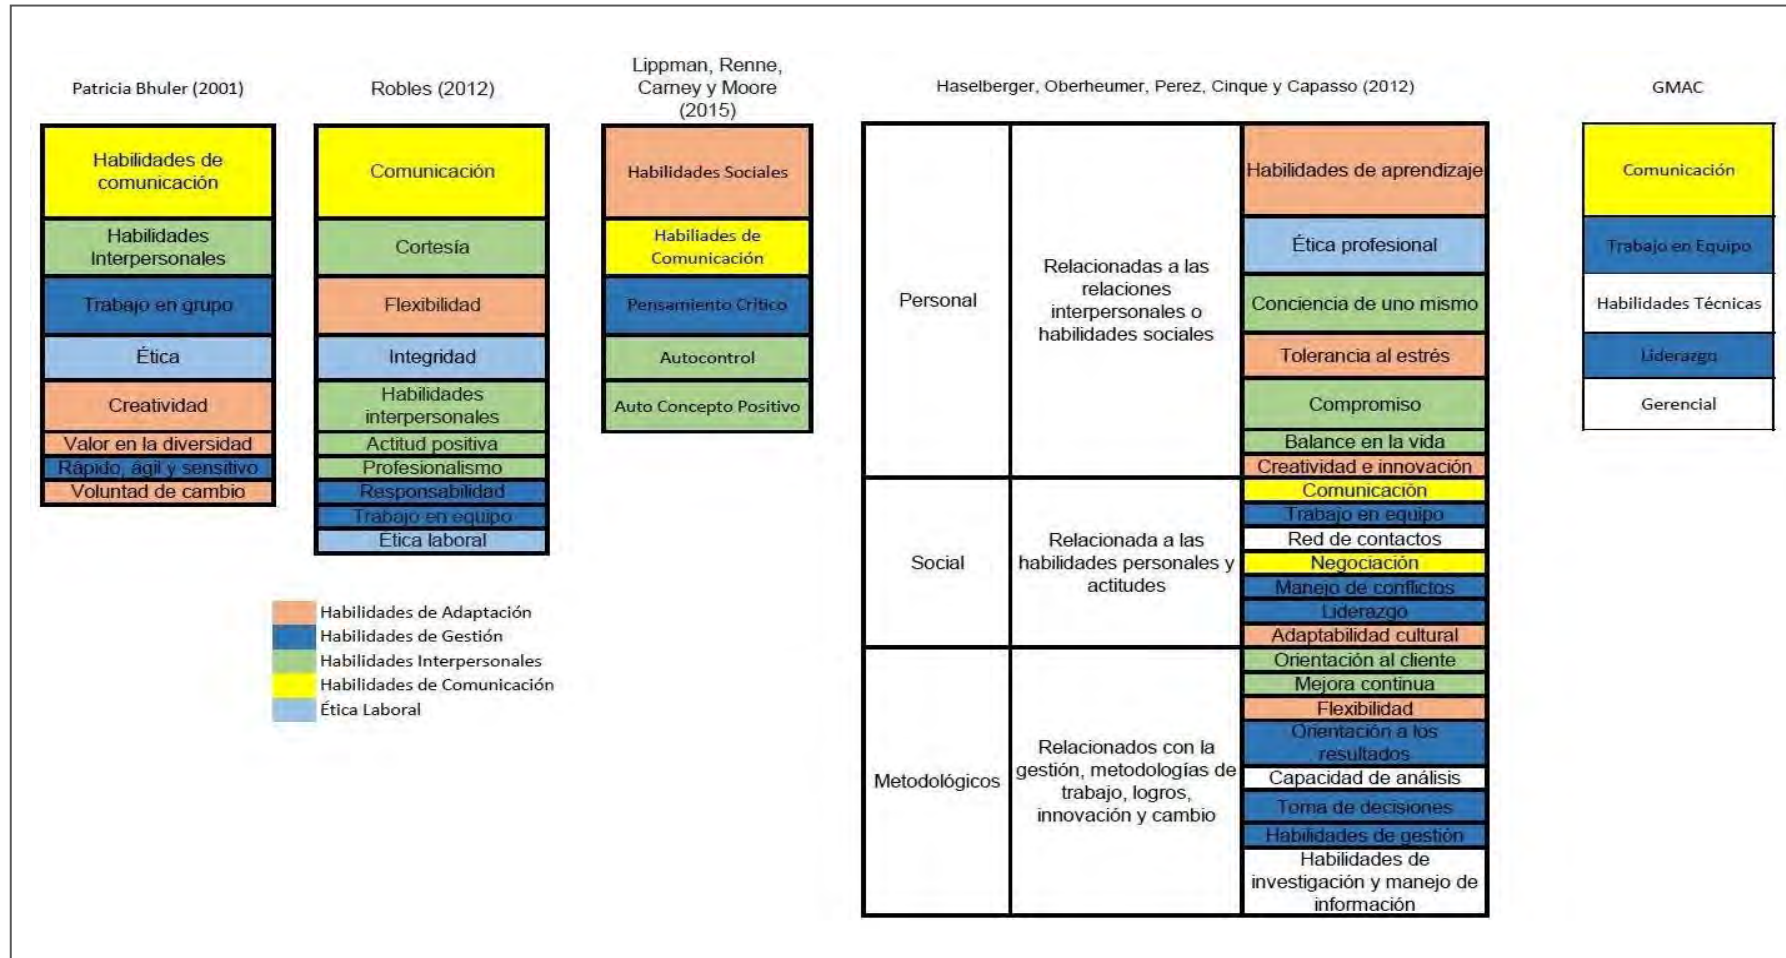 Patricia Bhuler (2001)
Habilidades de
comunicación
Habilidades
Interpersonales
Trabajo en grupo
Ética
Creatividad
Valor en la diversidad
Rápido, ágil y sensitivo
Voluntad de cambio
Robles (2012)
Comunicación
Cortesía
Flexibilidad
Integridad
Habilidades
interpersonales
Actitud positiva
Profesionalismo
Responsabilidad
Trabajo en equipo
Ética laboral
Lippman, Renne,
Carney y Moore
(2015)
Habilidades Sociales
Habiliades de
Comunicación
Pensamiento Crítico
Autocontrol
Auto Concepto Positivo
Haselberger, Oberheumer, Perez, Cinque y Capasso (2012)
Personal
Relacionadas a las
relaciones
interpersonales o
habilidades sociales
Habilidades de aprendizaje
Ética profesional
Conciencia de uno mismo
Tolerancia al estrés
Compromiso
Balance en la vida
Creatividad e innovación
Social
Relacionada a las
habilidades personales y
actitudes
Comunicación
Trabajo en equipo
Red de contactos
Negociación
Manejo de conflictos
Liderazgo
Adaptabilidad cultural
Metodológicos
Relacionados con la
gestión, metodologías de
trabajo, logros,
innovación y cambio
Orientación al cliente
Mejora continua
Flexibilidad
Orientación a los
resultados
Capacidad de análisis
Toma de decisiones
Habilidades de gestión
Habilidades de
investigación y manejo de
información
GMAC
Comunicación
Trabajo en Equipo
Habilidades Técnicas
Liderazgo
Gerencial
Habilidades de Adaptación
Habilidades de Gestión
Habilidades Interpersonales
Habilidades de Comunicación
Ética Laboral